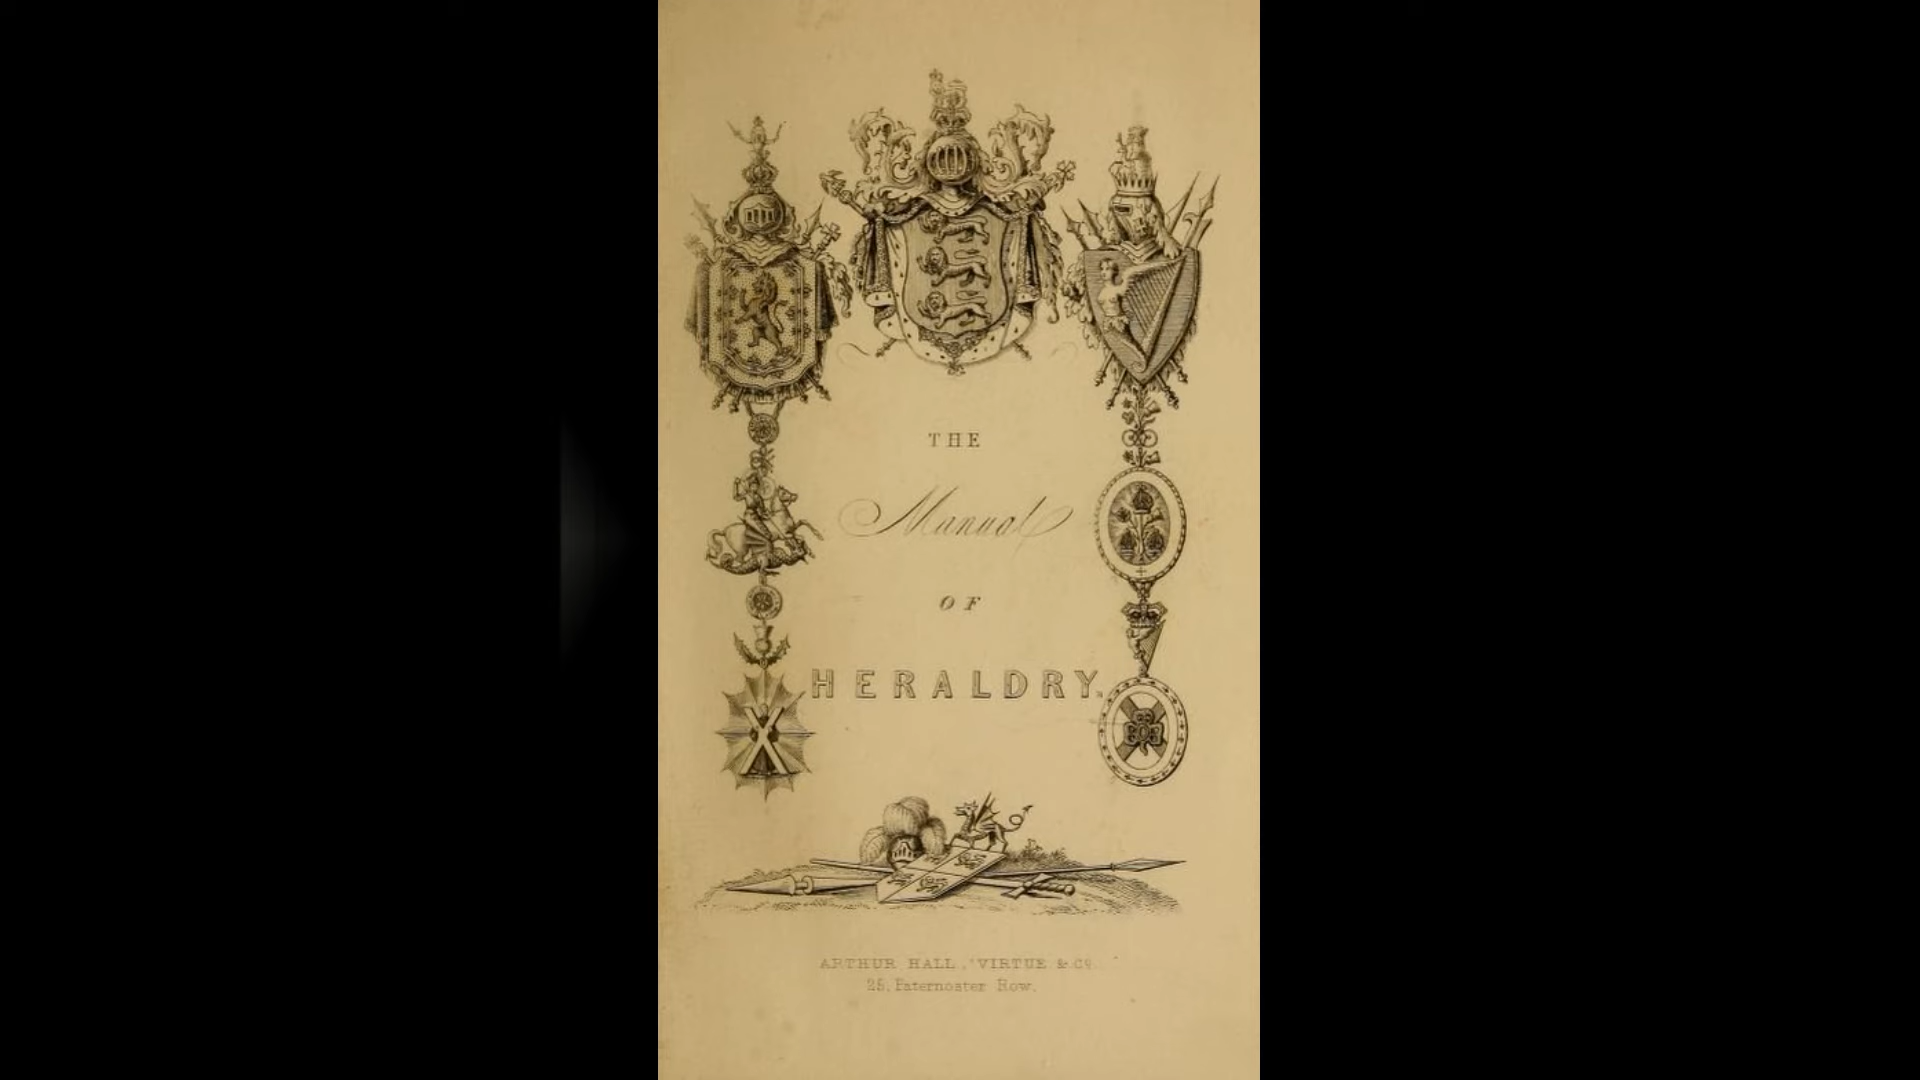 THE
Manual
OF
HERALDRY.
ARTHUR HALL, VIRTUE & Co.
25, Paternoster Row.